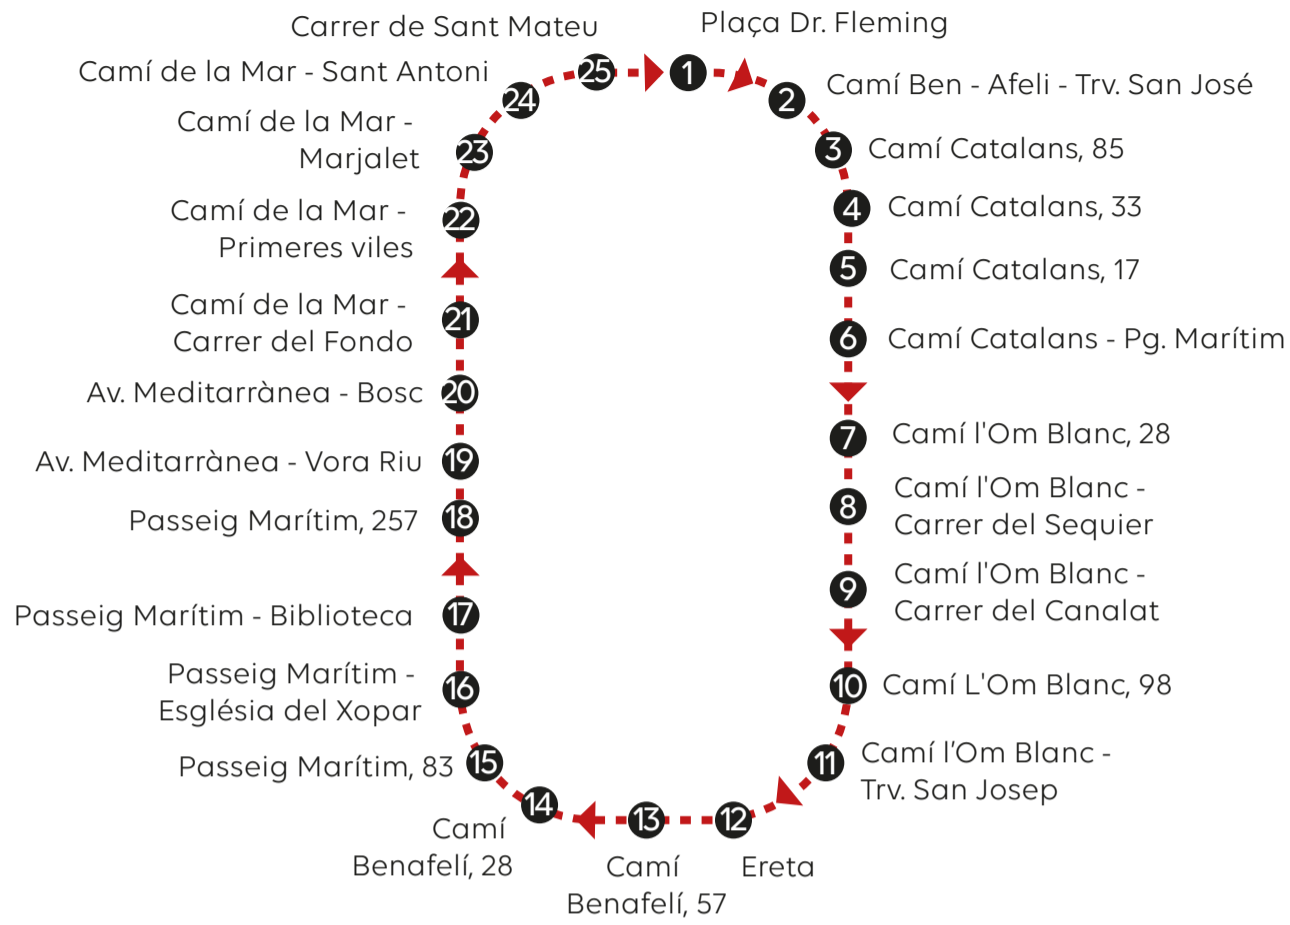 1
Plaça Dr. Fleming
2
Camí Ben - Afeli - Trv. San José
3
Camí Catalans, 85
4
Camí Catalans, 33
5
Camí Catalans, 17
6
Camí Catalans - Pg. Marítim
7
Camí l'Om Blanc, 28
8
Camí l'Om Blanc -
Carrer del Sequier
9
Camí l'Om Blanc -
Carrer del Canalat
10
Camí L'Om Blanc, 98
11
Camí l'Om Blanc -
Trv. San Josep
12
Ereta
13
Camí
Benafelí, 57
14
Camí
Benafelí, 28
15
Passeig Marítim, 83
16
Passeig Marítim -
Església del Xopar
17
Passeig Marítim - Biblioteca
18
Passeig Marítim, 257
19
Av. Meditarrànea - Vora Riu
20
Av. Meditarrànea - Bosc
21
Camí de la Mar -
Carrer del Fondo
22
Camí de la Mar -
Primeres viles
23
Camí de la Mar -
Marjalet
24
Camí de la Mar - Sant Antoni
25
Carrer de Sant Mateu